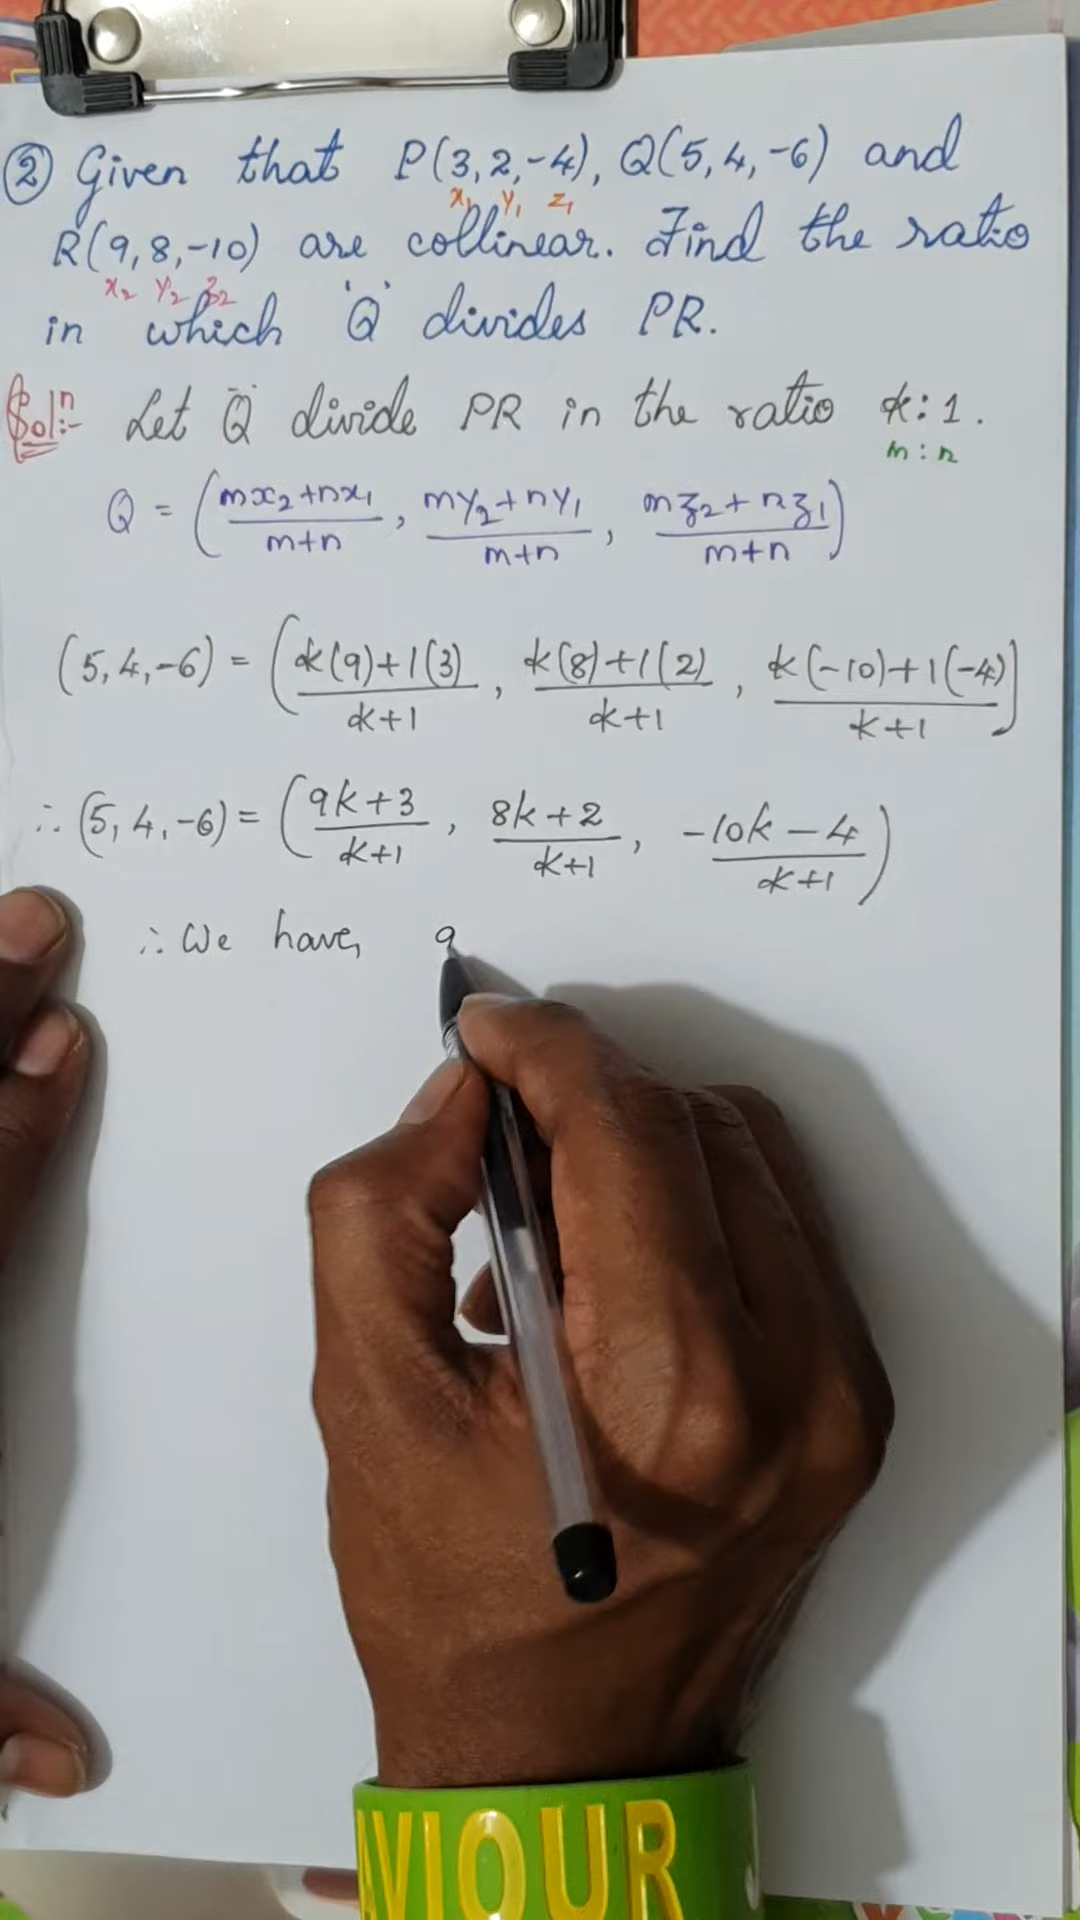 ② Given that P(3,2,-4), Q(5,4,-6) and
x₁ y₁ z₁
R(9,8,-10) are collinear. Find the ratio
x₂ y₂ z₂
in which 'Q' divides PR.
Solⁿ:- Let 'Q' divide PR in the ratio k:1.
m:n
Q = ((mx₂+nx₁)/(m+n), (my₂+ny₁)/(m+n), (mz₂+nz₁)/(m+n))
(5,4,-6) = ((k(9)+1(3))/(k+1), (k(8)+1(2))/(k+1), (k(-10)+1(-4))/(k+1))
∴ (5,4,-6) = ((9k+3)/(k+1), (8k+2)/(k+1), (-10k-4)/(k+1))
∴ We have, 9
AVIOUR